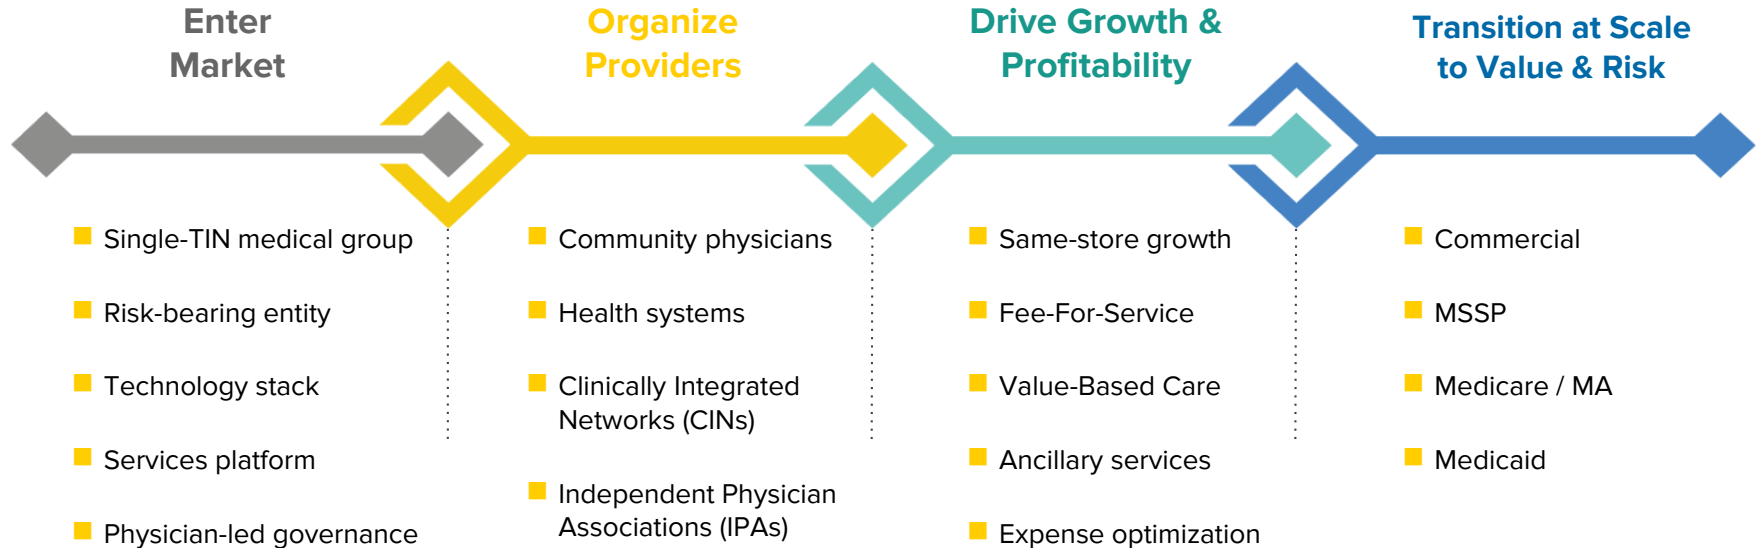 Enter
Market
Organize
Providers
Drive Growth &
Profitability
Transition at Scale
to Value & Risk
Single-TIN medical group
Risk-bearing entity
Technology stack
Services platform
Physician-led governance
Community physicians
Health systems
Clinically Integrated
Networks (CINs)
Independent Physician
Associations (IPAs)
Same-store growth
Fee-For-Service
Value-Based Care
Ancillary services
Expense optimization
Commercial
MSSP
Medicare / MA
Medicaid